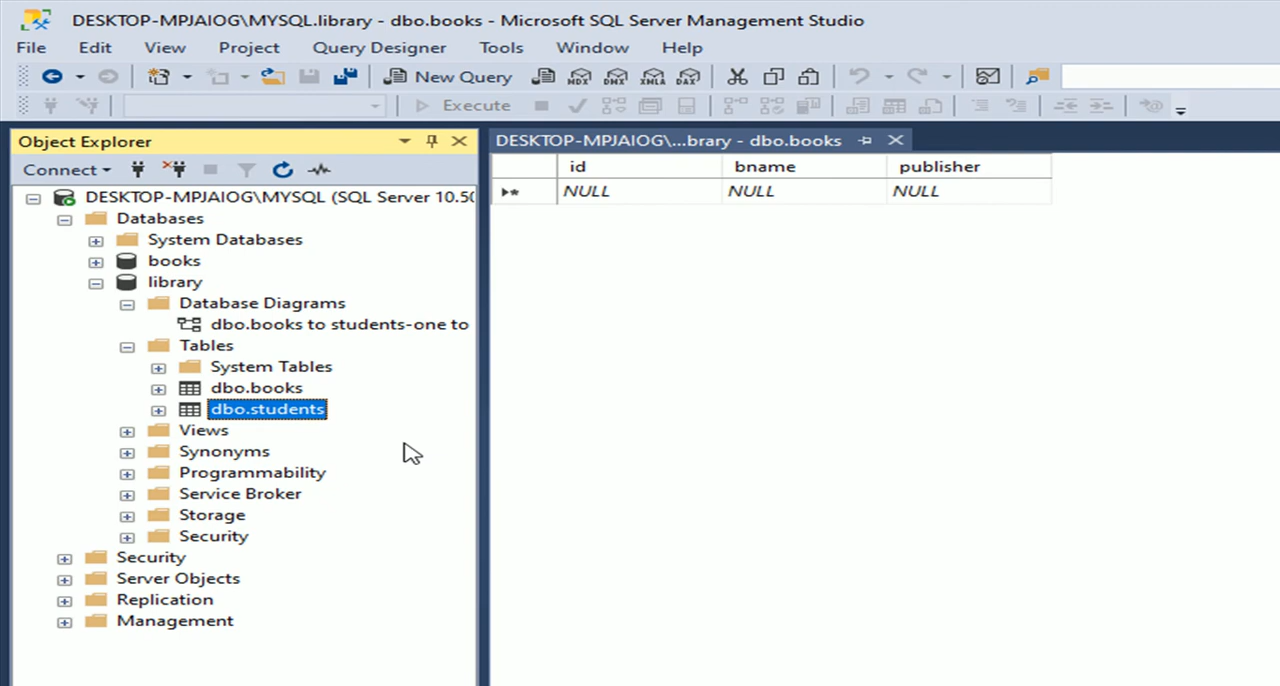 DESKTOP-MPJAIOG\MYSQL.library - dbo.books - Microsoft SQL Server Management Studio
File Edit View Project Query Designer Tools Window Help
New Query MDX DMX XMLA DAX
Execute
Object Explorer
DESKTOP-MPJAIOG\...brary - dbo.books
Connect
id bname publisher
NULL NULL NULL
DESKTOP-MPJAIOG\MYSQL (SQL Server 10.50
Databases
System Databases
books
library
Database Diagrams
dbo.books to students-one to
Tables
System Tables
dbo.books
dbo.students
Views
Synonyms
Programmability
Service Broker
Storage
Security
Security
Server Objects
Replication
Management